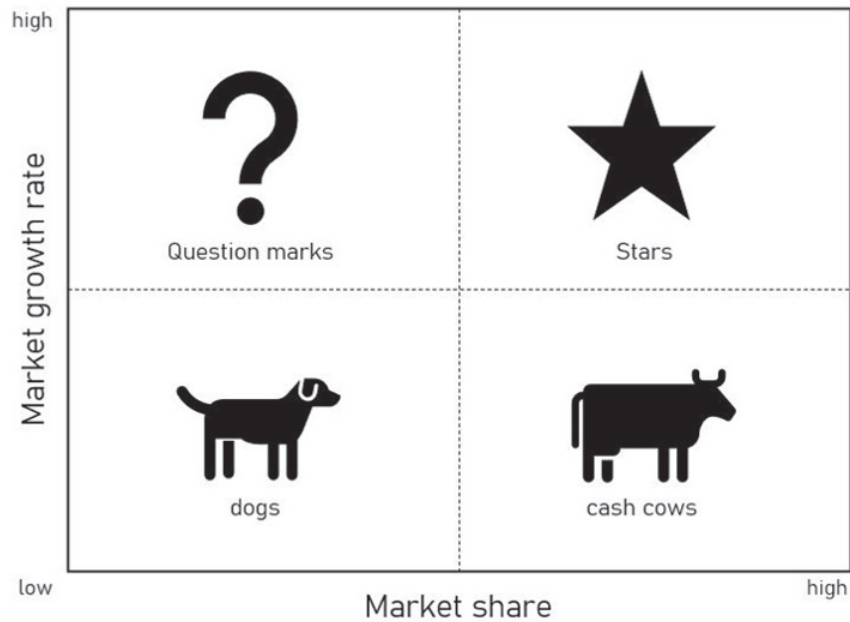 high
Market growth rate
Question marks
Stars
dogs
cash cows
low
high
Market share